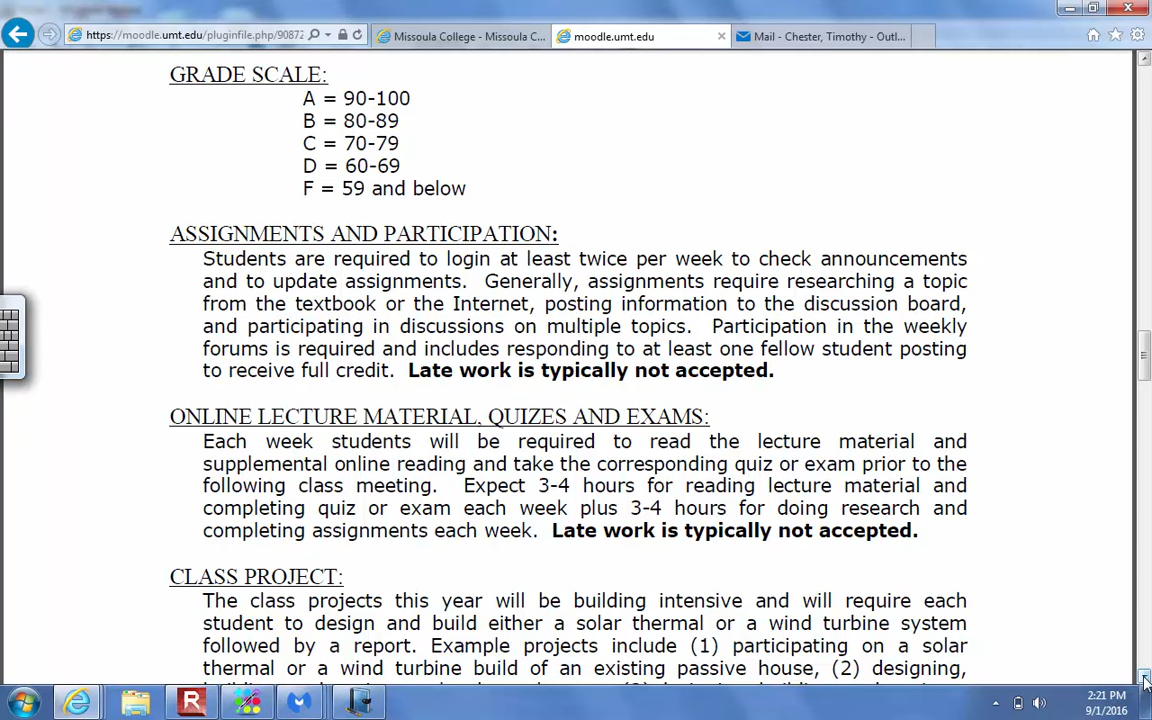 https://moodle.umt.edu/pluginfile.php/90872
Missoula College - Missoula C...
moodle.umt.edu
Mail - Chester, Timothy - Outl...
GRADE SCALE:
A = 90-100
B = 80-89
C = 70-79
D = 60-69
F = 59 and below
ASSIGNMENTS AND PARTICIPATION:
Students are required to login at least twice per week to check announcements
and to update assignments. Generally, assignments require researching a topic
from the textbook or the Internet, posting information to the discussion board,
and participating in discussions on multiple topics. Participation in the weekly
forums is required and includes responding to at least one fellow student posting
to receive full credit. Late work is typically not accepted.
ONLINE LECTURE MATERIAL, QUIZES AND EXAMS:
Each week students will be required to read the lecture material and
supplemental online reading and take the corresponding quiz or exam prior to the
following class meeting. Expect 3-4 hours for reading lecture material and
completing quiz or exam each week plus 3-4 hours for doing research and
completing assignments each week. Late work is typically not accepted.
CLASS PROJECT:
The class projects this year will be building intensive and will require each
student to design and build either a solar thermal or a wind turbine system
followed by a report. Example projects include (1) participating on a solar
thermal or a wind turbine build of an existing passive house, (2) designing,
R
2:21 PM
9/1/2016